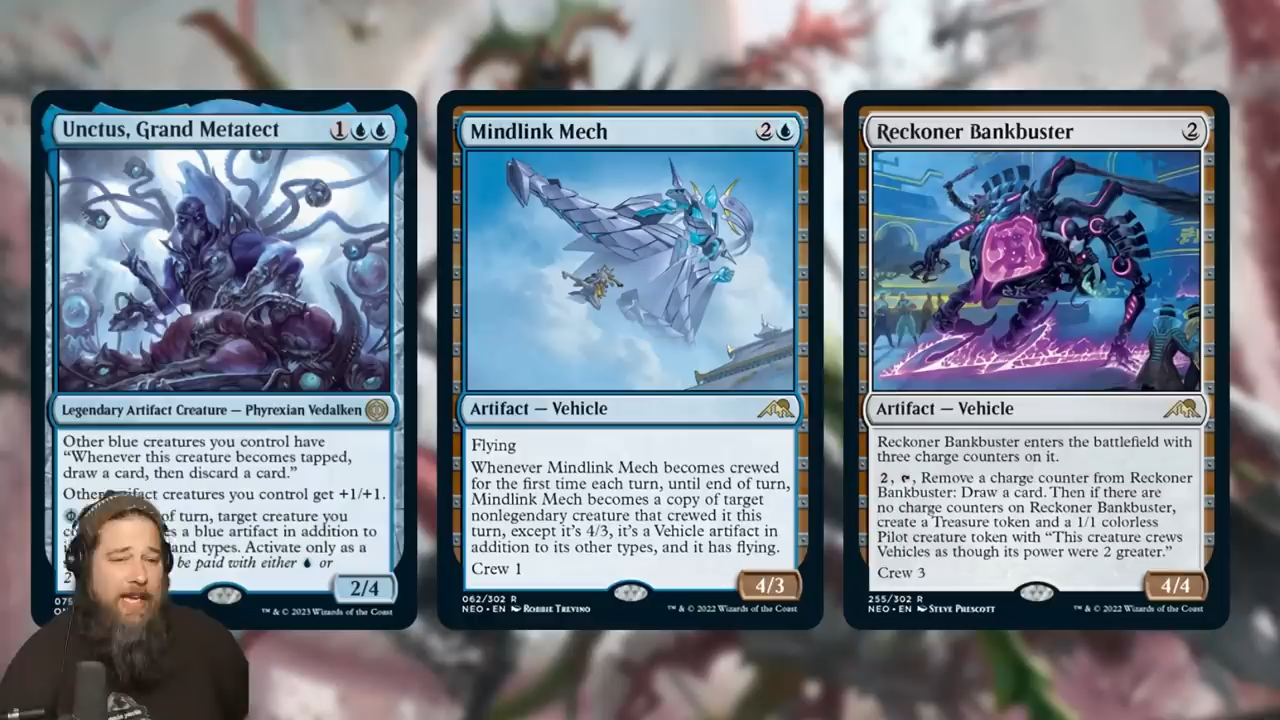 Unctus, Grand Metatect 1
Legendary Artifact Creature — Phyrexian Vedalken
Other blue creatures you control have
"Whenever this creature becomes tapped,
draw a card, then discard a card."
Other artifact creatures you control get +1/+1.
of turn, target creature you
a blue artifact in addition to
and types. Activate only as a
be paid with either or
2
2/4
™ & © 2023 Wizards of the Coast
Mindlink Mech 2
Artifact — Vehicle
Flying
Whenever Mindlink Mech becomes crewed
for the first time each turn, until end of turn,
Mindlink Mech becomes a copy of target
nonlegendary creature that crewed it this
turn, except it's 4/3, it's a Vehicle artifact in
addition to its other types, and it has flying.
Crew 1
4/3
062/302 R
NEO • EN Robbie Trevino
™ & © 2022 Wizards of the Coast
Reckoner Bankbuster 2
Artifact — Vehicle
Reckoner Bankbuster enters the battlefield with
three charge counters on it.
2, , Remove a charge counter from Reckoner
Bankbuster: Draw a card. Then if there are
no charge counters on Reckoner Bankbuster,
create a Treasure token and a 1/1 colorless
Pilot creature token with "This creature crews
Vehicles as though its power were 2 greater."
Crew 3
4/4
255/302 R
NEO • EN Steve Prescott
™ & © 2022 Wizards of the Coast